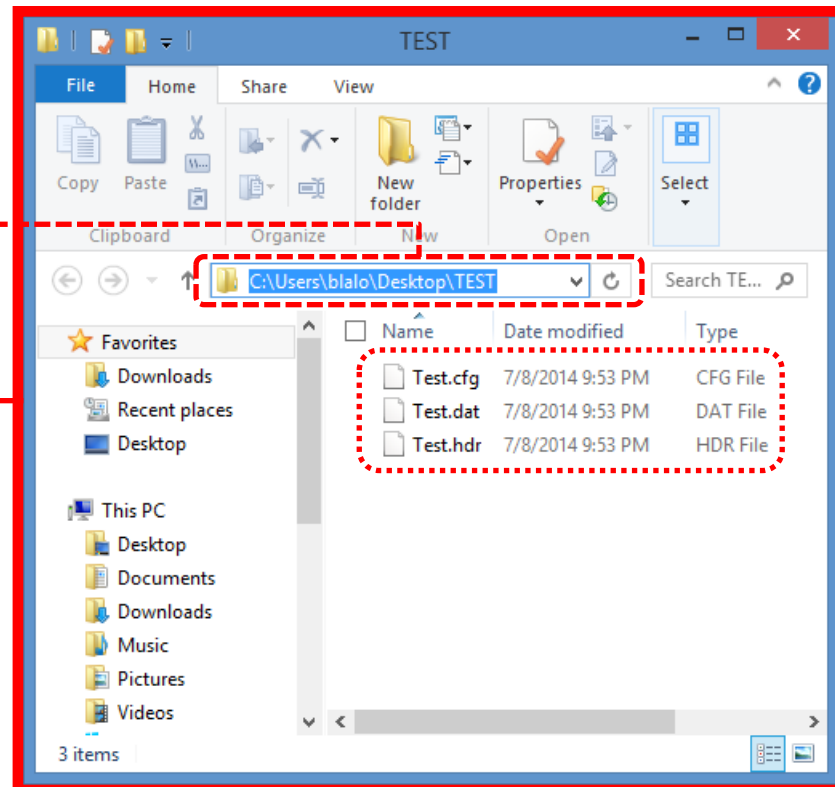 TEST
File Home Share View
Copy Paste New folder Properties Select
Clipboard Organize New Open
C:\Users\blalo\Desktop\TEST Search TE...
Name Date modified Type
Favorites
Downloads
Recent places
Desktop
Test.cfg 7/8/2014 9:53 PM CFG File
Test.dat 7/8/2014 9:53 PM DAT File
Test.hdr 7/8/2014 9:53 PM HDR File
This PC
Desktop
Documents
Downloads
Music
Pictures
Videos
3 items